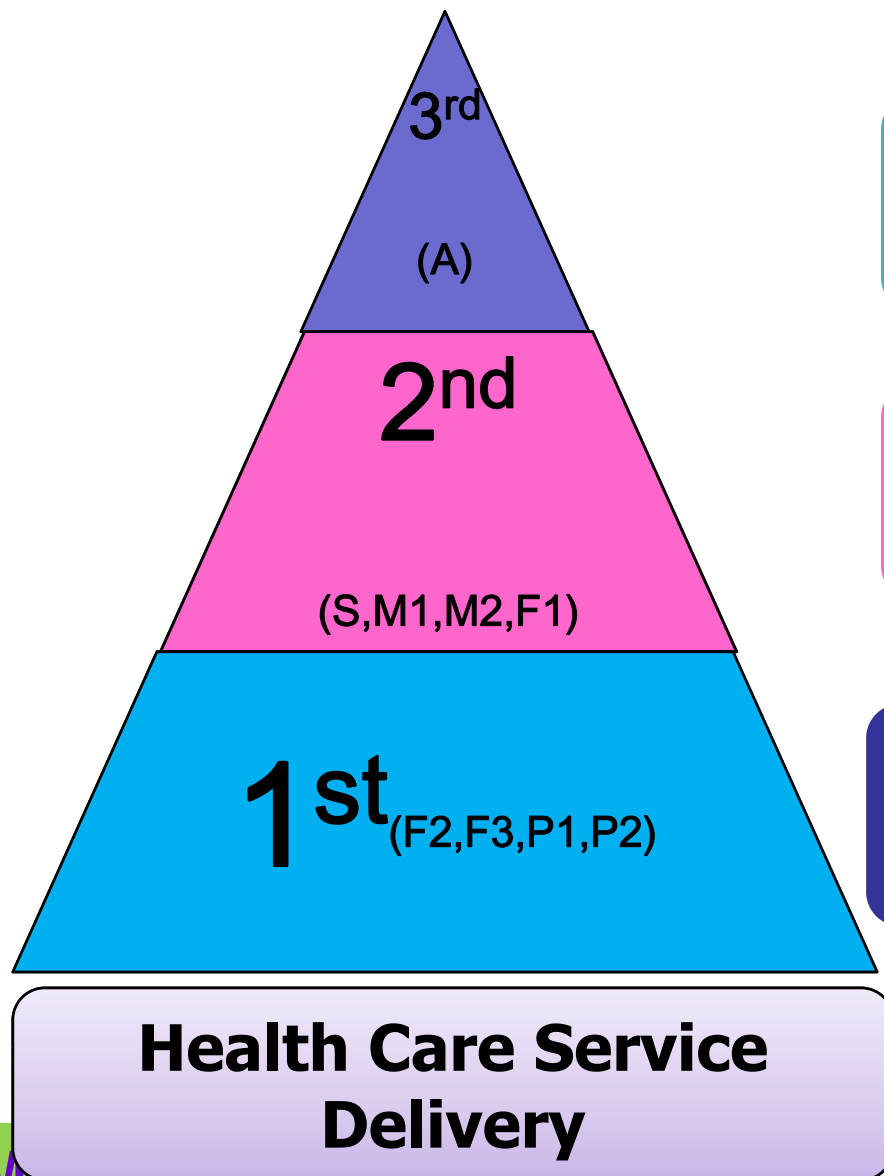 3rd
(A)
2nd
(S,M1,M2,F1)
1st(F2,F3,P1,P2)
Health Care Service
Delivery